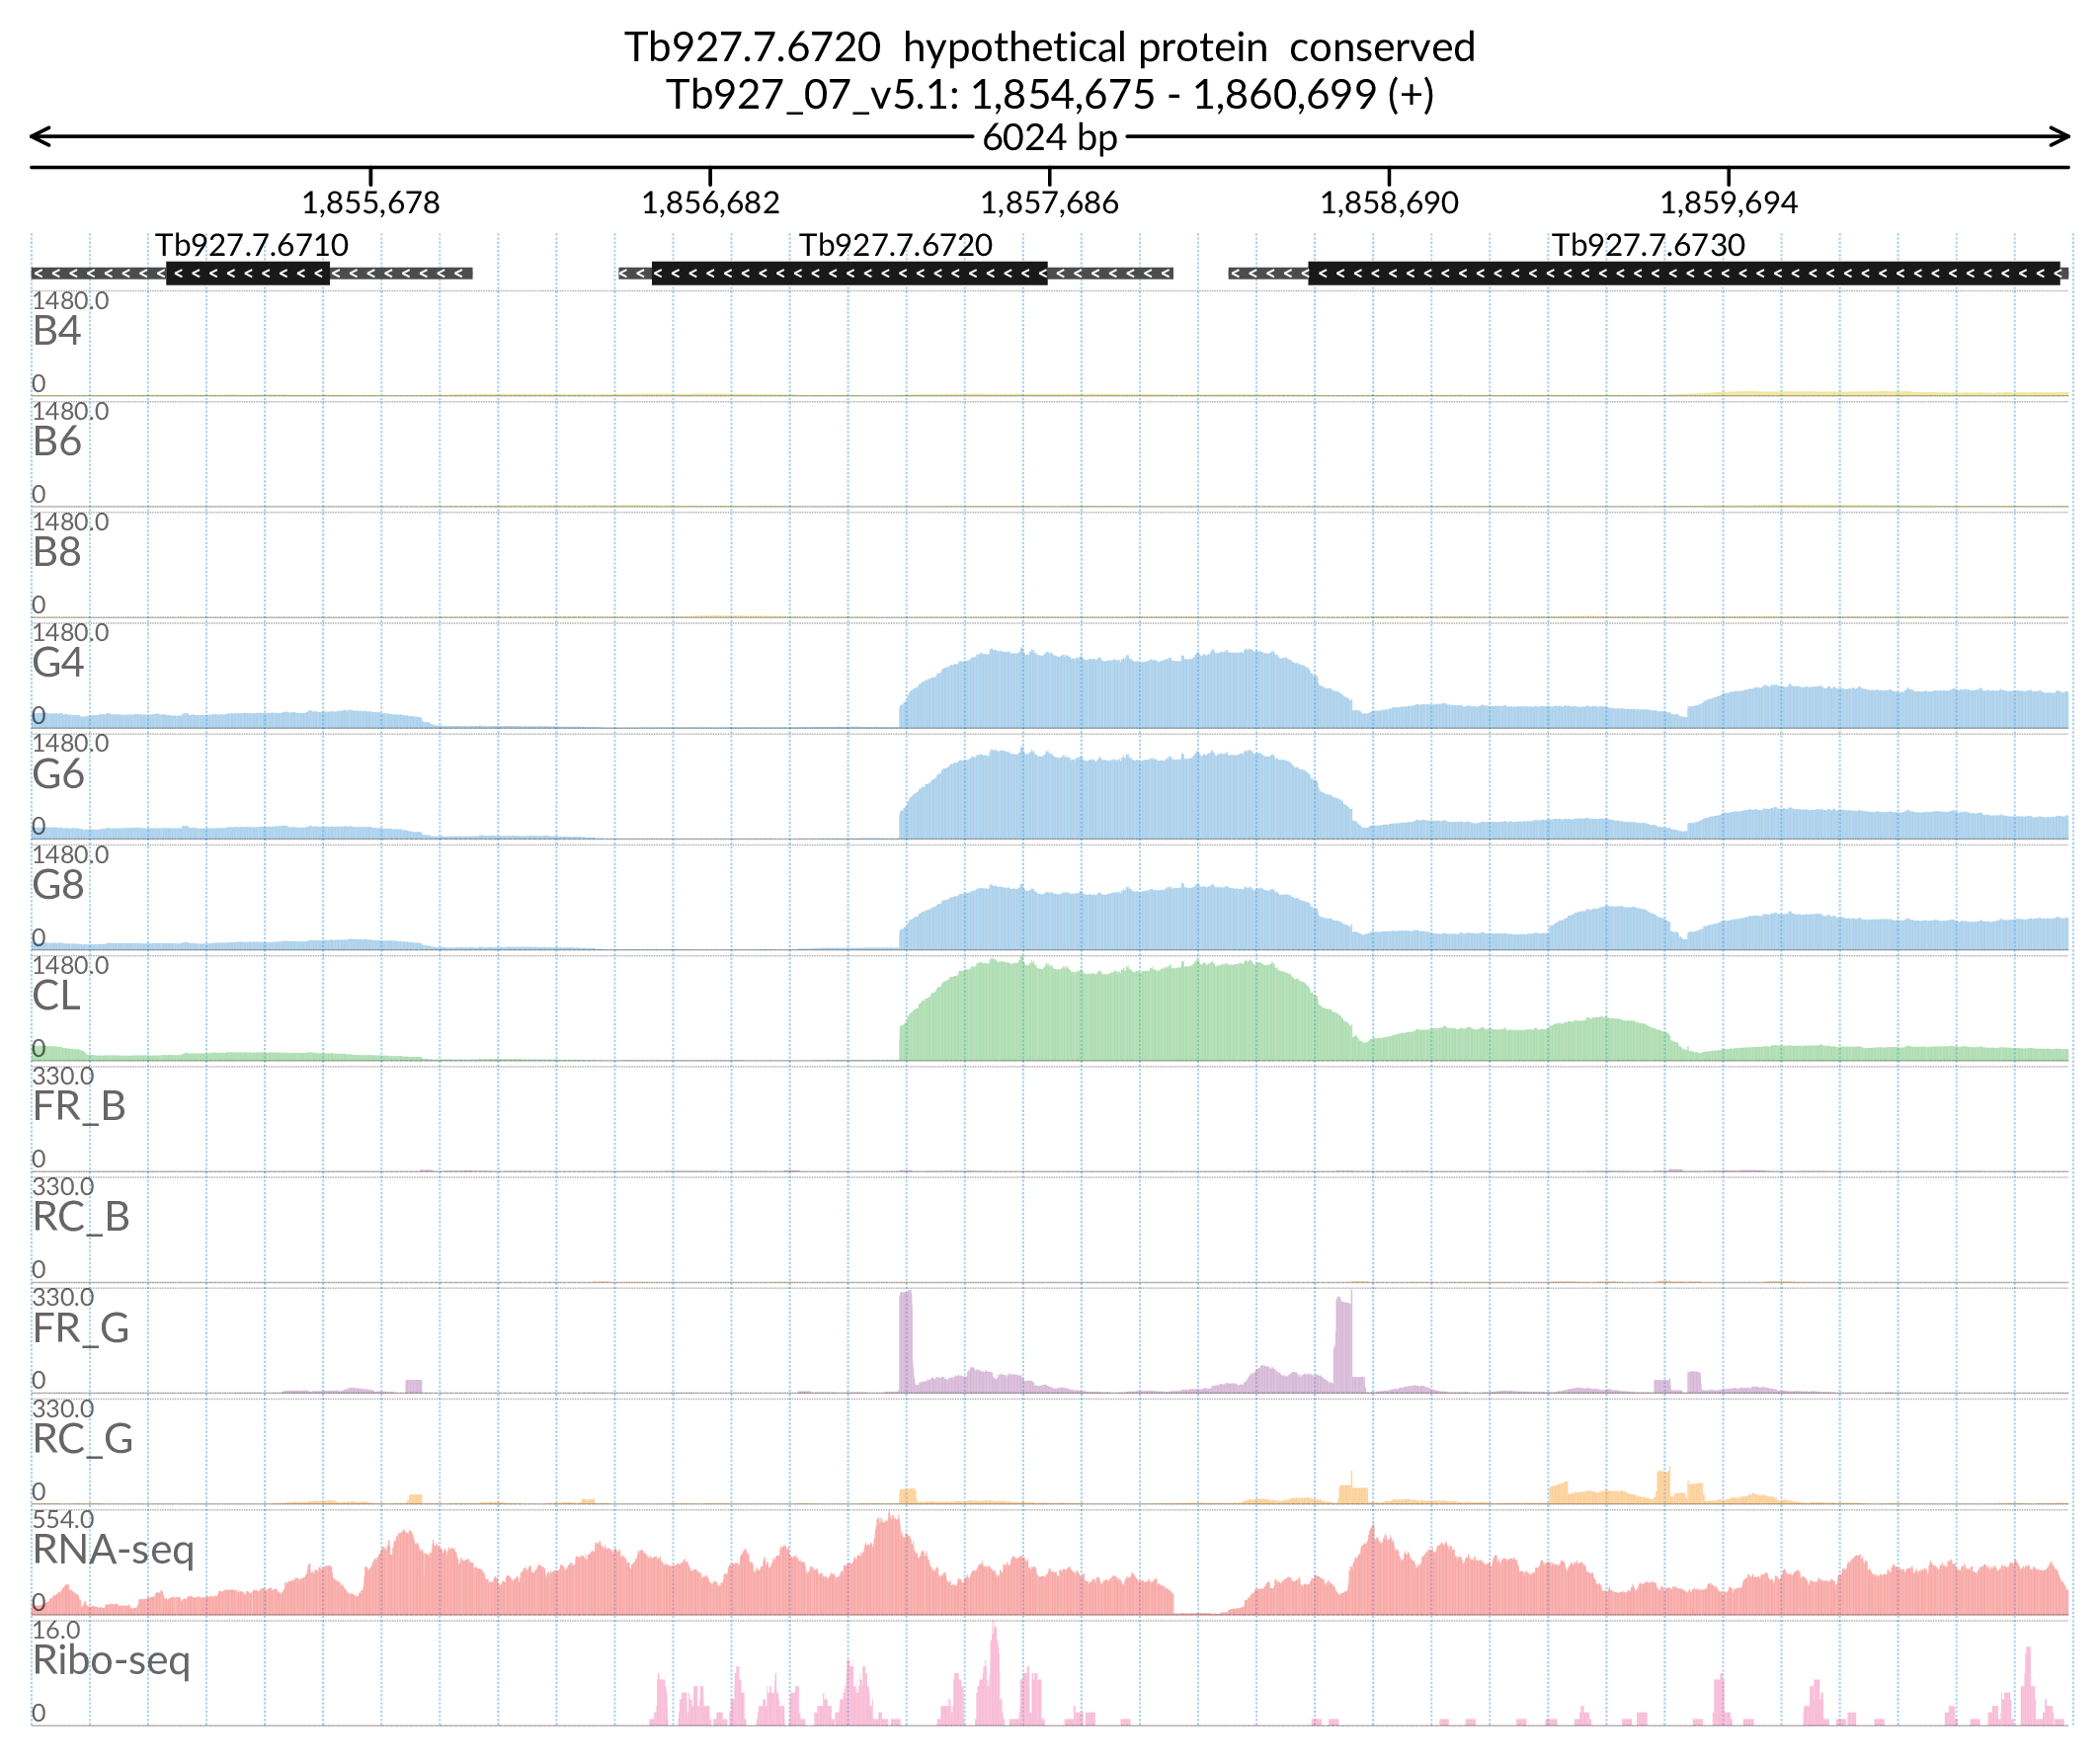 Tb927.7.6720 hypothetical protein conserved
Tb927_07_v5.1: 1,854,675 - 1,860,699 (+)
6024 bp
1,855,678 1,856,682 1,857,686 1,858,690 1,859,694
Tb927.7.6710 Tb927.7.6720 Tb927.7.6730
1480.0
B4
0
1480.0
B6
0
1480.0
B8
0
1480.0
G4
0
1480.0
G6
0
1480.0
G8
0
1480.0
CL
0
330.0
FR_B
0
330.0
RC_B
0
330.0
FR_G
0
330.0
RC_G
0
554.0
RNA-seq
0
16.0
Ribo-seq
0